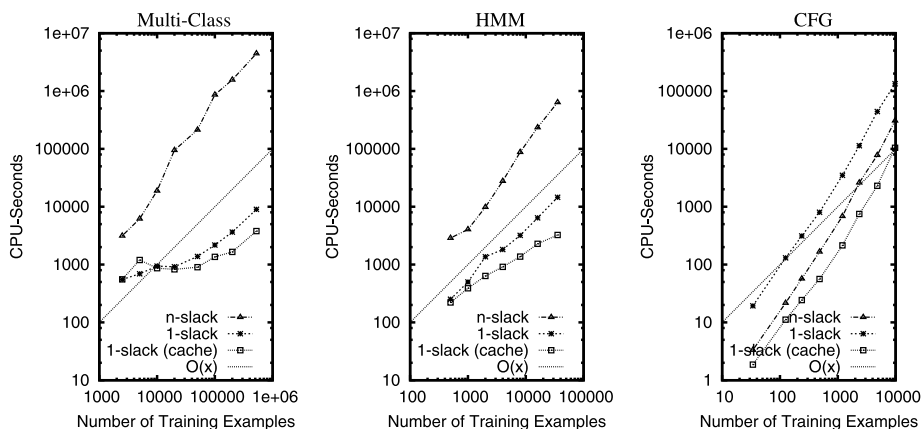 Multi-Class
1e+07
1e+06
100000
10000
1000
100
10
CPU-Seconds
n-slack
1-slack
1-slack (cache)
O(x)
1000
10000
100000
1e+06
Number of Training Examples
HMM
1e+07
1e+06
100000
10000
1000
100
10
CPU-Seconds
n-slack
1-slack
1-slack (cache)
O(x)
100
1000
10000
100000
Number of Training Examples
CFG
1e+06
100000
10000
1000
100
10
1
CPU-Seconds
n-slack
1-slack
1-slack (cache)
O(x)
10
100
1000
10000
Number of Training Examples